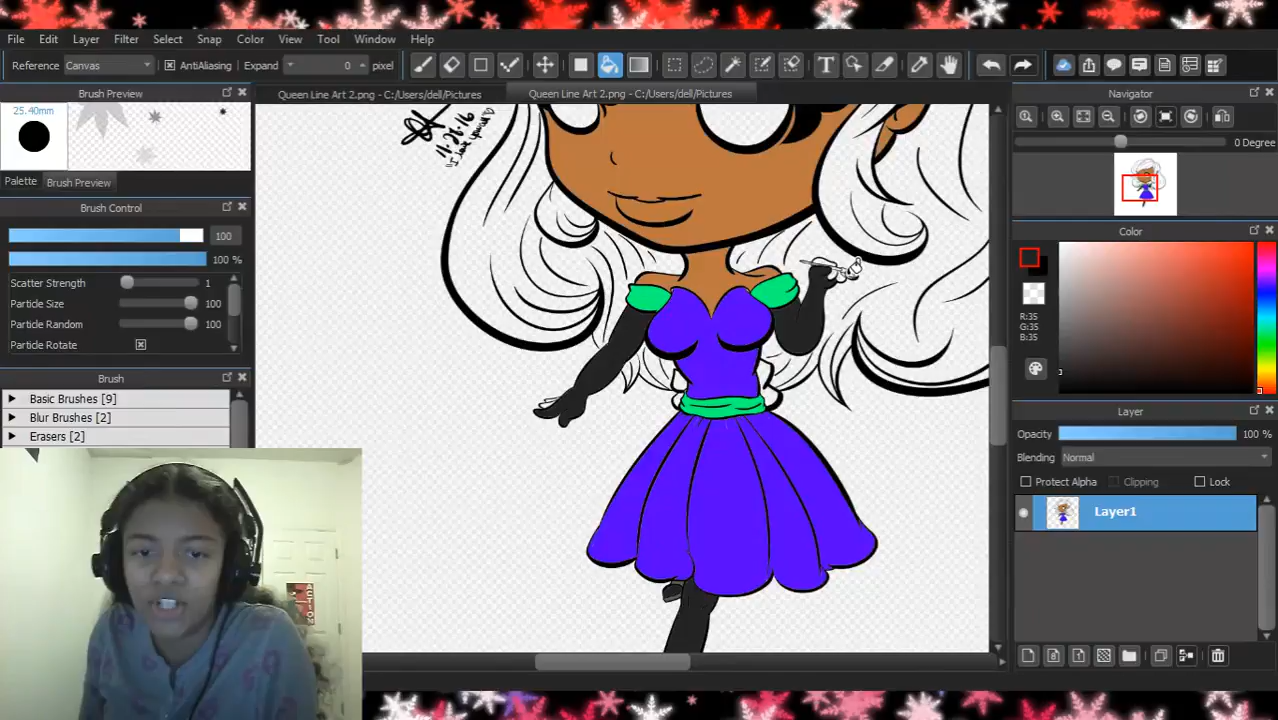 File Edit Layer Filter Select Snap Color View Tool Window Help
Reference Canvas AntiAliasing Expand 0 pixel
Brush Preview
Queen Line Art 2.png - C:/Users/dell/Pictures
Queen Line Art 2.png - C:/Users/dell/Pictures
Navigator
25.40mm
11.26.16
0 Degree
Palette Brush Preview
Brush Control
100
100 %
Scatter Strength 1
Particle Size 100
Particle Random 100
Particle Rotate
Color
R:35
G:35
B:35
Brush
Basic Brushes [9]
Blur Brushes [2]
Erasers [2]
Layer
Opacity 100 %
Blending Normal
Protect Alpha Clipping Lock
Layer1
ACTION